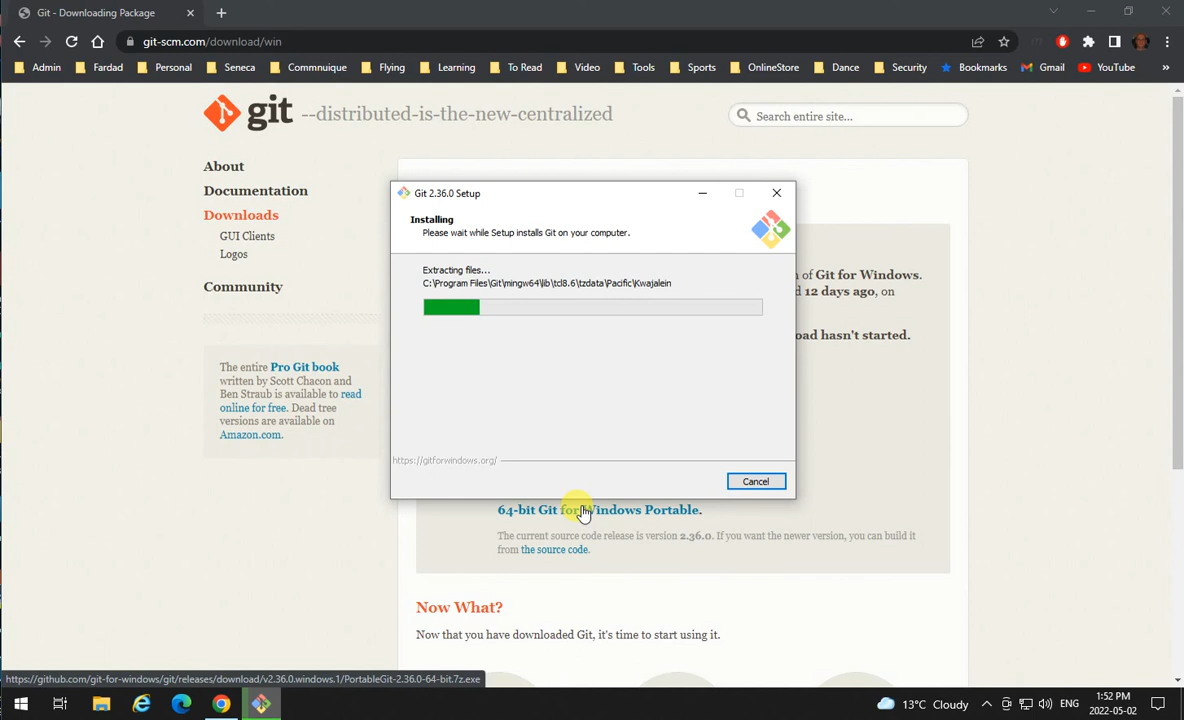 Git - Downloading Package
git-scm.com/download/win
Admin Fardad Personal Seneca Commnuique Flying Learning To Read Video Tools Sports OnlineStore Dance Security Bookmarks Gmail YouTube »
git --distributed-is-the-new-centralized
Search entire site...
About
Documentation
Downloads
GUI Clients
Logos
Community
The entire Pro Git book
written by Scott Chacon and
Ben Straub is available to read
online for free. Dead tree
versions are available on
Amazon.com.
Git 2.36.0 Setup
Installing
Please wait while Setup installs Git on your computer.
Extracting files...
C:\Program Files\Git\mingw64\lib\tcl8.6\tzdata\Pacific\Kwajalein
https://gitforwindows.org/
Cancel
of Git for Windows.
12 days ago, on
oad hasn't started.
64-bit Git for Windows Portable.
The current source code release is version 2.36.0. If you want the newer version, you can build it
from the source code.
Now What?
Now that you have downloaded Git, it's time to start using it.
https://github.com/git-for-windows/git/releases/download/v2.36.0.windows.1/PortableGit-2.36.0-64-bit.7z.exe
13°C Cloudy
ENG
1:52 PM
2022-05-02